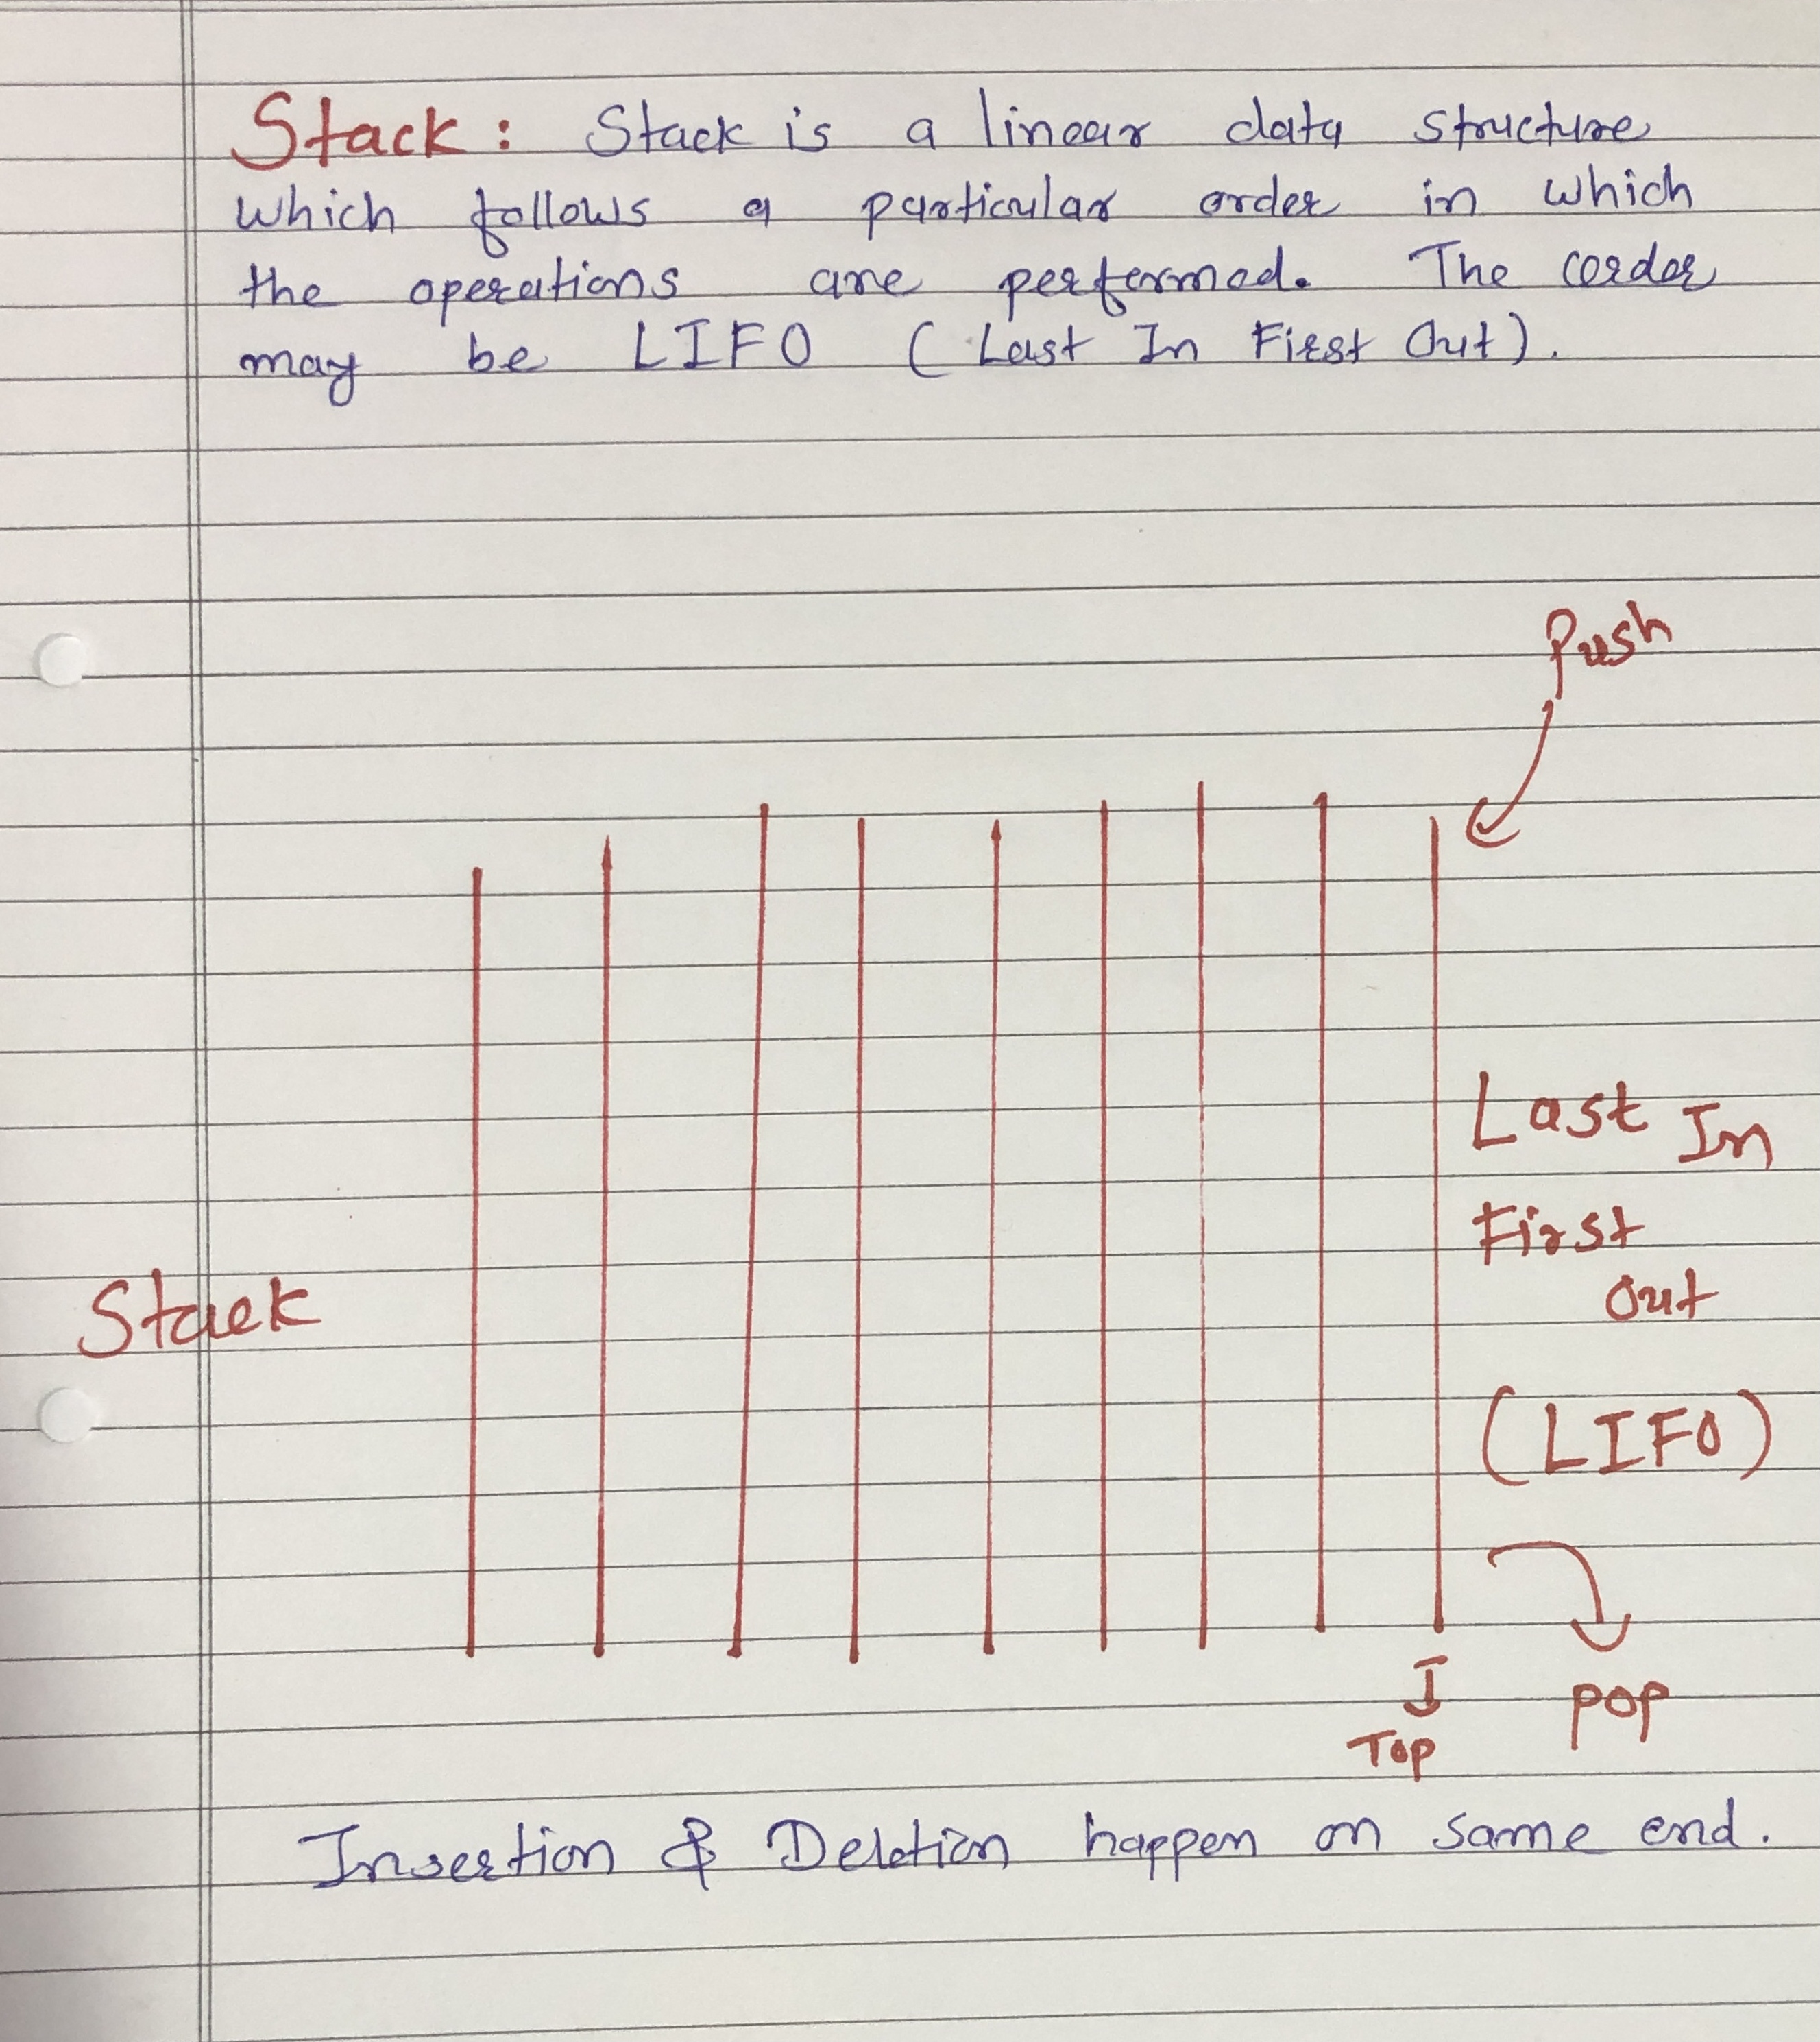 Stack: Stack is a linear data structure
which follows a particular order in which
the operations are performed. The order
may be LIFO (Last In First Out).
Push
Last In
First
Out
Stack
(LIFO)
Top
pop
Insertion & Deletion happen on same end.